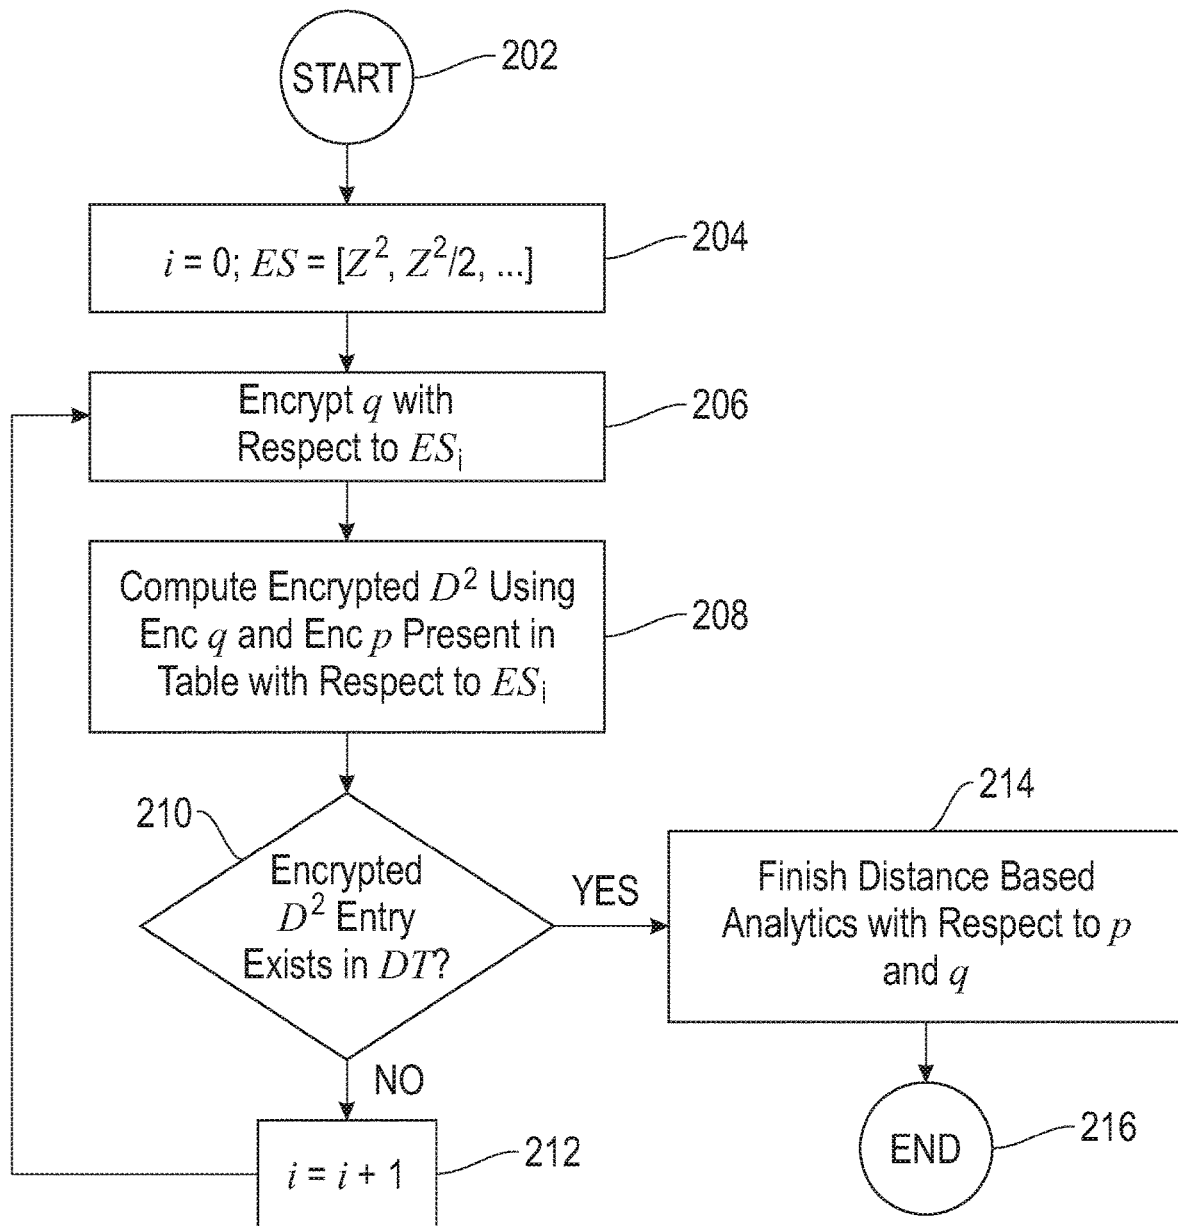 START
202
i = 0; ES = [Z², Z²/2, ...]
204
Encrypt q with
Respect to ESᵢ
206
Compute Encrypted D² Using
Enc q and Enc p Present in
Table with Respect to ESᵢ
208
210
Encrypted
D² Entry
Exists in DT?
YES
214
Finish Distance Based
Analytics with Respect to p
and q
NO
i = i + 1
212
END
216